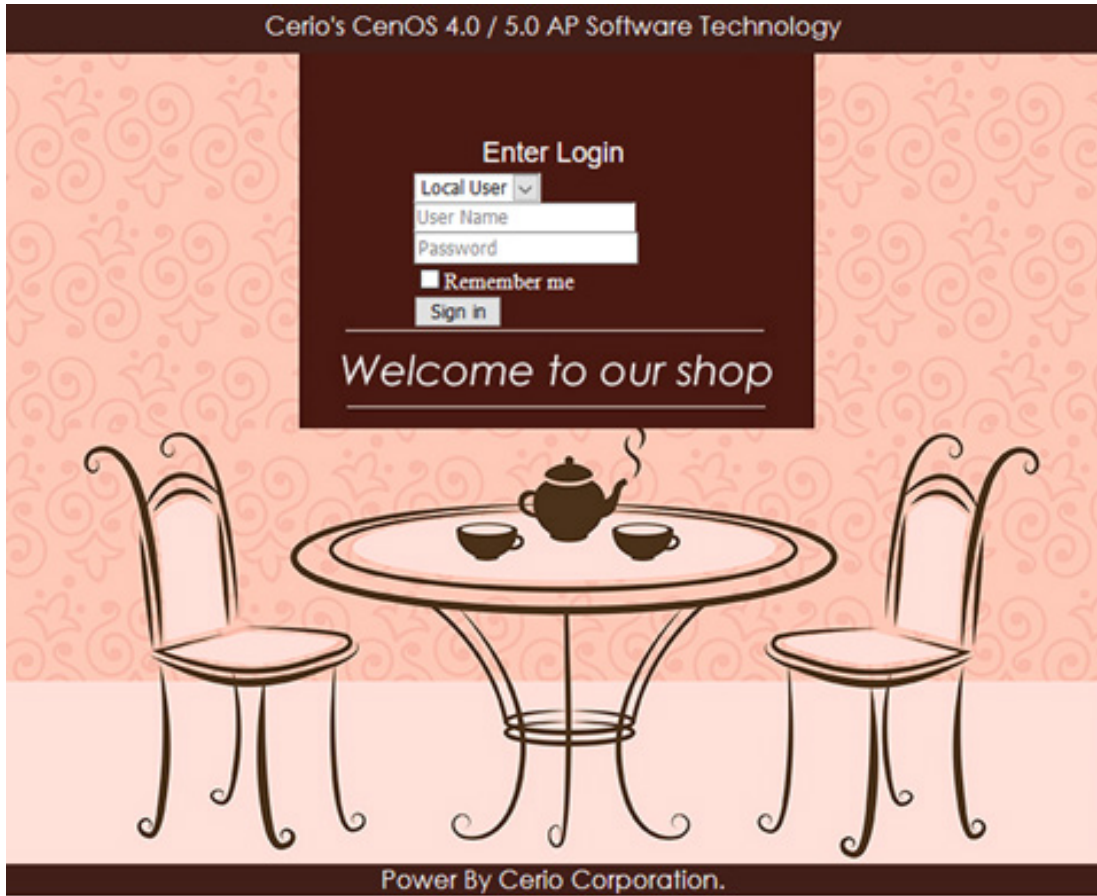 Cerio's CenOS 4.0 / 5.0 AP Software Technology
Enter Login
Local User
User Name
Password
Remember me
Sign in
Welcome to our shop
Power By Cerio Corporation.